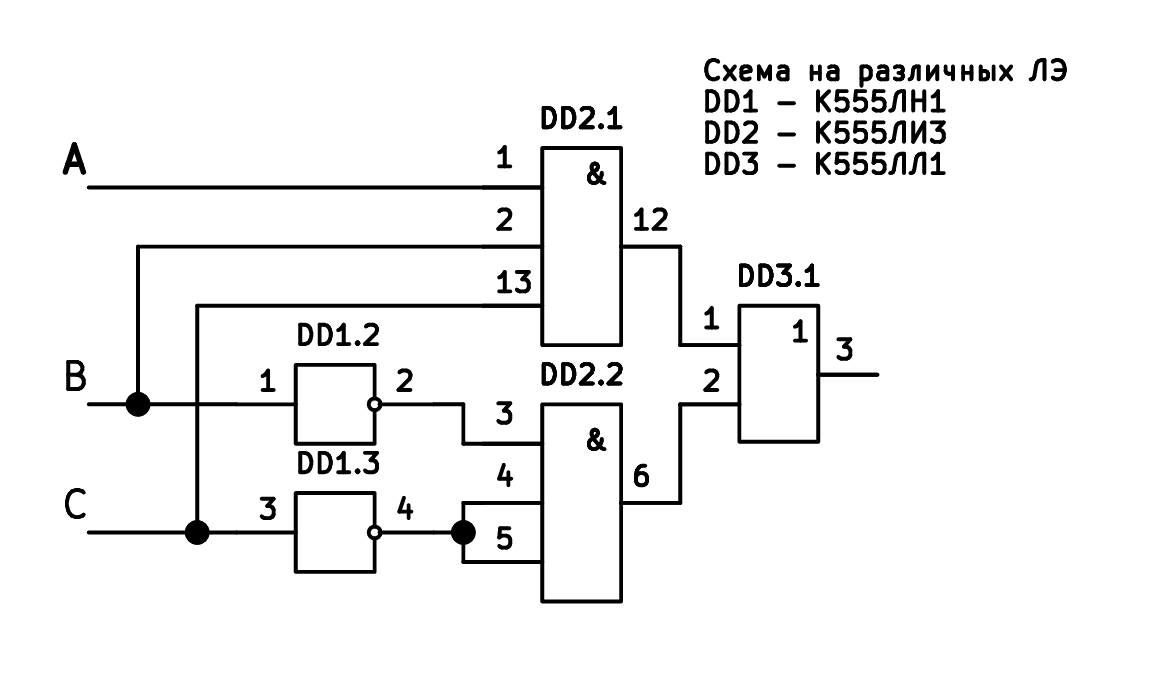 Схема на различных ЛЭ
DD1 – К555ЛН1
DD2 – К555ЛИ3
DD3 – К555ЛЛ1
DD2.1
A
1
&
2
12
13
DD3.1
DD1.2
1
1
3
B
1
2
DD2.2
2
3
&
DD1.3
4
6
C
3
4
5